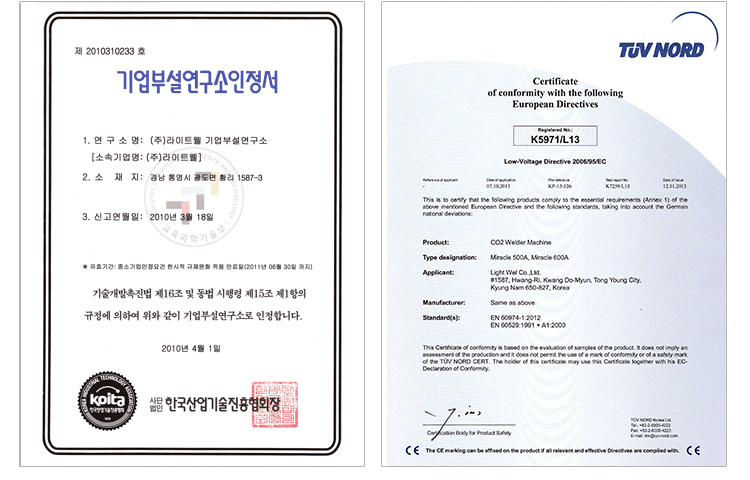 제 2010310233 호
기업부설연구소인정서
1. 연 구 소 명: (주)라이트웰 기업부설연구소
[소속기업명: (주)라이트웰]
2. 소 재 지: 경남 통영시 광도면 황리 1587-3
3. 신고연월일: 2010년 3월 18일
※ 유효기간: 중소기업인정요건 한시적 규제완화 적용 만료일(2011년 06월 30일 까지)
기술개발촉진법 제16조 및 동법 시행령 제15조 제1항의
규정에 의하여 위와 같이 기업부설연구소로 인정합니다.
2010년 4월 1일
koita
한국산업기술진흥협회
사단
법인 한국산업기술진흥협회장
TÜV NORD
Certificate
of conformity with the following
European Directives
Registered No.:
K5971/L13
Low-Voltage Directive 2006/95/EC
Reference of applicant Date of application File reference Test report No. Date of issue
- 07.10.2013 KP-13-526 K7259/L13 12.11.2013
This is to certify that the following products comply to the essential requirements (Annex 1) of the
above mentioned European Directive and the following standards, taking into account the German
national deviations:
Product: CO2 Welder Machine
Type designation: Miracle 500A, Miracle 600A
Applicant: Light Wel Co.,Ltd.
#1587, Hwang-Ri, Kwang Do-Myun, Tong Young City,
Kyung Nam 650-827, Korea
Manufacturer: Same as above
Standard(s): EN 60974-1:2012
EN 60529:1991 + A1:2000
This Certificate of conformity is based on the evaluation of samples of the product. It does not imply an
assessment of the production and it does not permit the use of a mark of conformity or of a safety mark
of the TÜV NORD CERT. The holder of this certificate may use this Certificate together with his EC-
Declaration of Conformity.
Certification Body for Product Safety
TÜV NORD Korea Ltd.
Tel.: +82-2-8000-4222
Fax: +82-2-8000-4223
E-mail: tnk@tuv-nord.com
CE The CE marking can be affixed on the product if all relevant and effective Directives are complied with. CE